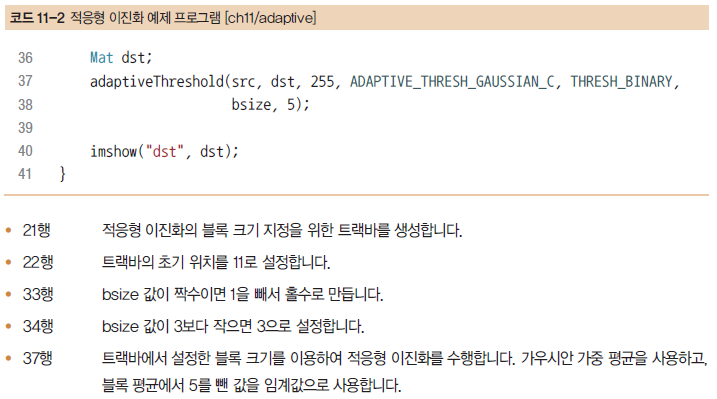 코드 11-2 적응형 이진화 예제 프로그램 [ch11/adaptive]
36 Mat dst;
37 adaptiveThreshold(src, dst, 255, ADAPTIVE_THRESH_GAUSSIAN_C, THRESH_BINARY,
38 bsize, 5);
39
40 imshow("dst", dst);
41 }
• 21행 적응형 이진화의 블록 크기 지정을 위한 트랙바를 생성합니다.
• 22행 트랙바의 초기 위치를 11로 설정합니다.
• 33행 bsize 값이 짝수이면 1을 빼서 홀수로 만듭니다.
• 34행 bsize 값이 3보다 작으면 3으로 설정합니다.
• 37행 트랙바에서 설정한 블록 크기를 이용하여 적응형 이진화를 수행합니다. 가우시안 가중 평균을 사용하고,
블록 평균에서 5를 뺀 값을 임계값으로 사용합니다.